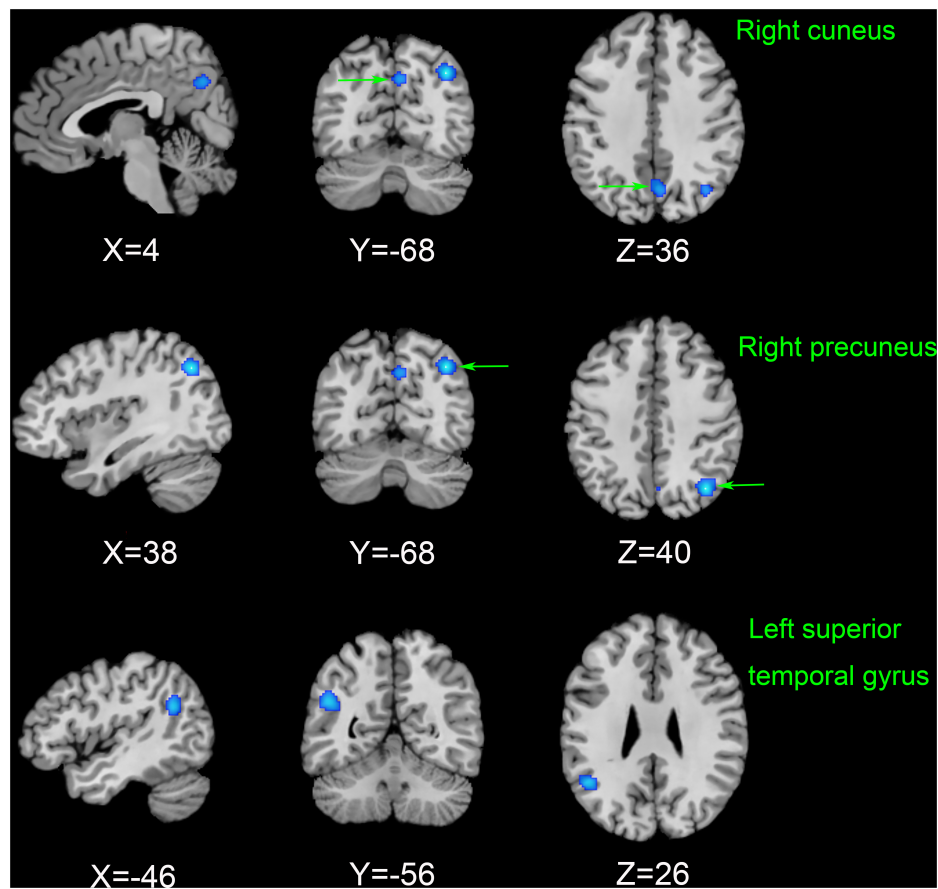 Right cuneus
X=4
Y=-68
Z=36
Right precuneus
X=38
Y=-68
Z=40
Left superior
temporal gyrus
X=-46
Y=-56
Z=26